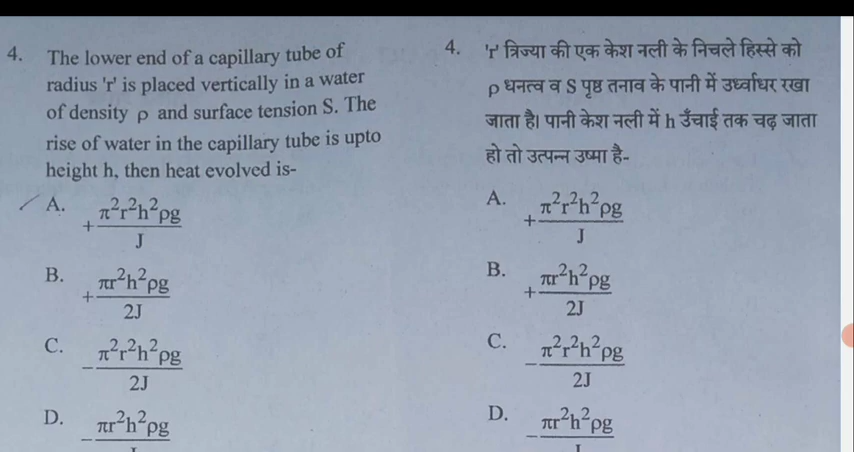 4. The lower end of a capillary tube of
radius 'r' is placed vertically in a water
of density ρ and surface tension S. The
rise of water in the capillary tube is upto
height h, then heat evolved is-
A. +π²r²h²ρg/J
B. +πr²h²ρg/2J
C. -π²r²h²ρg/2J
D. -πr²h²ρg
4. 'r' त्रिज्या की एक केश नली के निचले हिस्से को
ρ धनत्व व S पृष्ठ तनाव के पानी में उर्ध्वाधर रखा
जाता है। पानी केश नली में h उँचाई तक चढ़ जाता
हो तो उत्पन्न उष्मा है-
A. +π²r²h²ρg/J
B. +πr²h²ρg/2J
C. -π²r²h²ρg/2J
D. -πr²h²ρg